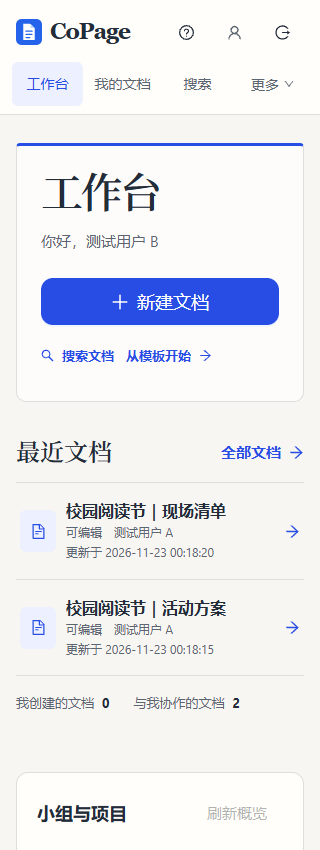 CoPage
工作台 我的文档 搜索 更多
工作台
你好，测试用户 B
新建文档
搜索文档 从模板开始
最近文档 全部文档
校园阅读节 | 现场清单
可编辑 测试用户 A
更新于 2026-11-23 00:18:20
校园阅读节 | 活动方案
可编辑 测试用户 A
更新于 2026-11-23 00:18:15
我创建的文档 0 与我协作的文档 2
小组与项目 刷新概览